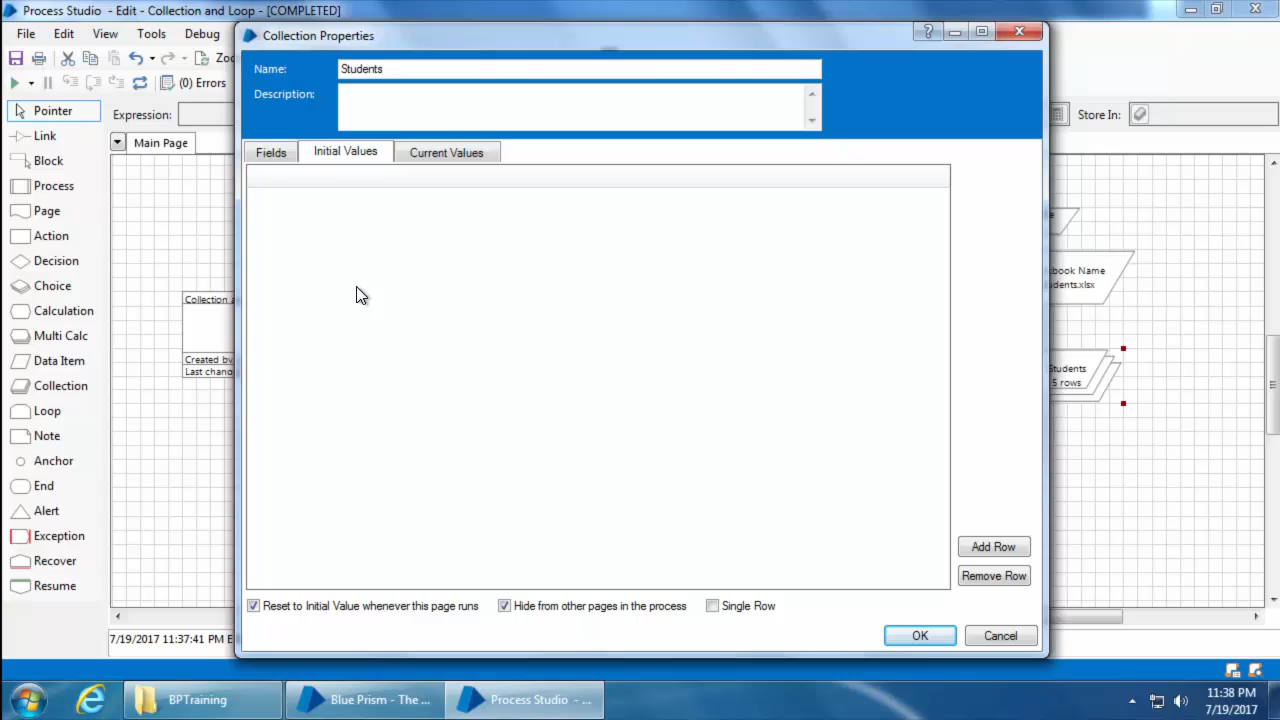 Process Studio - Edit - Collection and Loop - [COMPLETED]
File Edit View Tools Debug
Collection Properties
Name: Students
Description:
(0) Errors
Expression:
Store In:
Main Page
Fields Initial Values Current Values
Pointer
Link
Block
Process
Page
Action
Decision
Choice
Calculation
Multi Calc
Data Item
Collection
Loop
Note
Anchor
End
Alert
Exception
Recover
Resume
Collection
Created by
Last
Name
Students
5 rows
Add Row
Remove Row
Reset to Initial Value whenever this page runs
Hide from other pages in the process
Single Row
OK Cancel
7/19/2017 11:37:41 PM
BPTraining
Blue Prism - The ...
Process Studio - ...
11:38 PM
7/19/2017